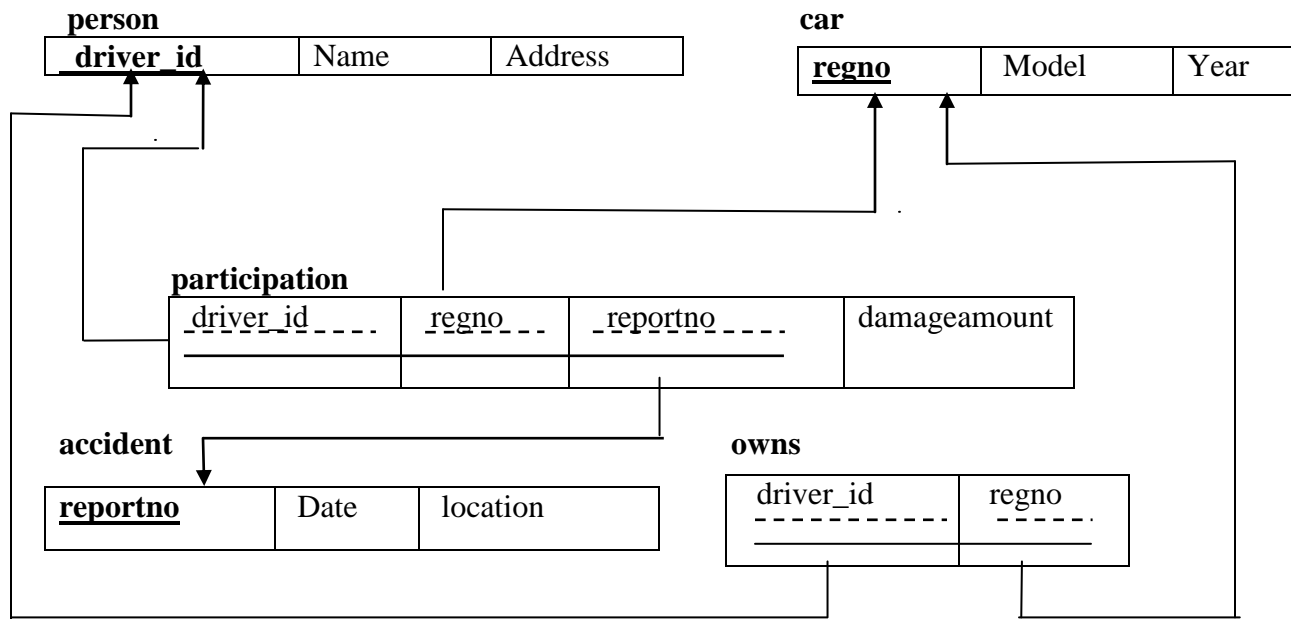 person
driver_id Name Address
car
regno Model Year
participation
driver_id regno reportno damageamount
accident
reportno Date location
owns
driver_id regno